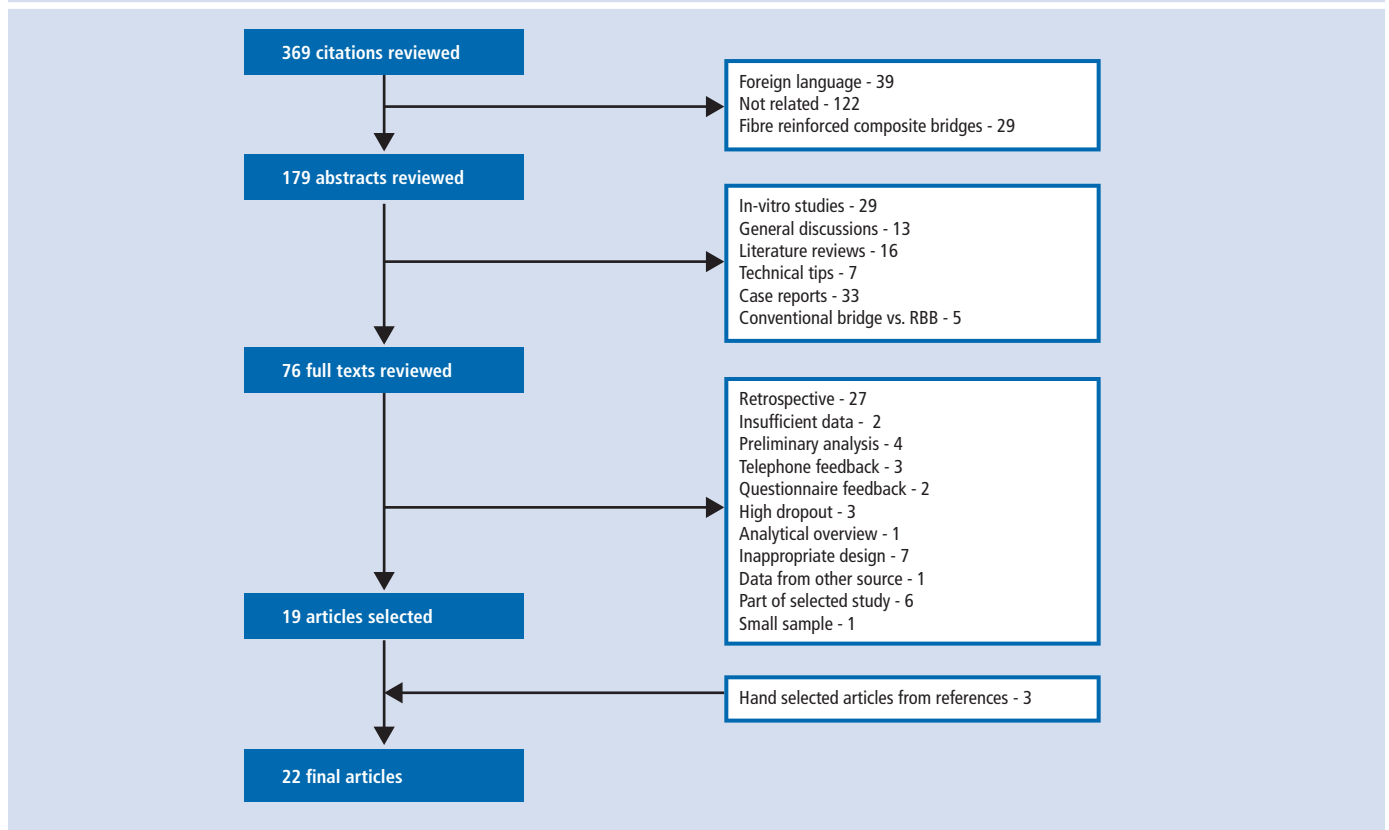 369 citations reviewed
Foreign language - 39
Not related - 122
Fibre reinforced composite bridges - 29
179 abstracts reviewed
In-vitro studies - 29
General discussions - 13
Literature reviews - 16
Technical tips - 7
Case reports - 33
Conventional bridge vs. RBB - 5
76 full texts reviewed
Retrospective - 27
Insufficient data -  2
Preliminary analysis - 4
Telephone feedback - 3
Questionnaire feedback - 2
High dropout - 3
Analytical overview - 1
Inappropriate design - 7
Data from other source - 1
Part of selected study - 6
Small sample - 1
19 articles selected
Hand selected articles from references - 3
22 final articles